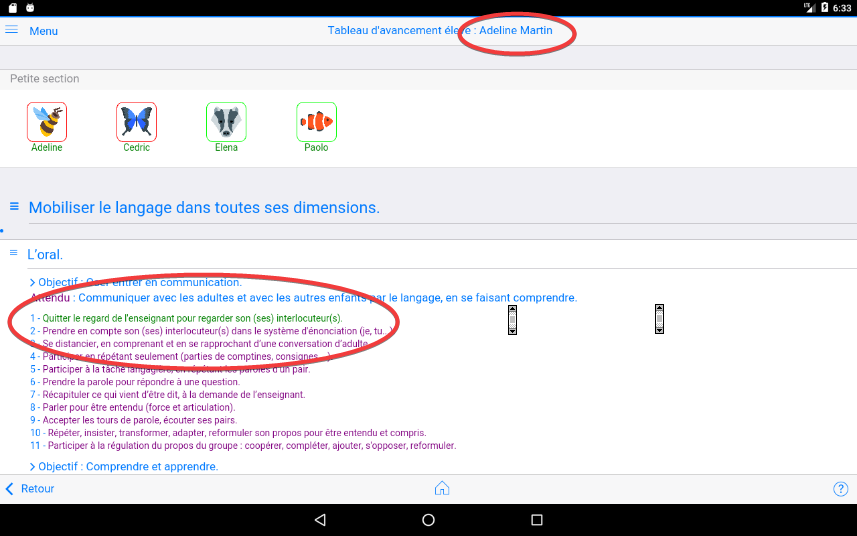 LTE 6:33
Menu
Tableau d'avancement élève : Adeline Martin
Petite section
Adeline Cedric Elena Paolo
Mobiliser le langage dans toutes ses dimensions.
L'oral.
Objectif : Oser entrer en communication.
Attendu : Communiquer avec les adultes et avec les autres enfants par le langage, en se faisant comprendre.
1 - Quitter le regard de l'enseignant pour regarder son (ses) interlocuteur(s).
2 - Prendre en compte son (ses) interlocuteur(s) dans le système d'énonciation (je, tu...)
3 - Se distancier, en comprenant et en se rapprochant d'une conversation d'adulte.
4 - Participer en répétant seulement (parties de comptines, consignes,...)
5 - Participer à la tâche langagière, en répétant les paroles d'un pair.
6 - Prendre la parole pour répondre à une question.
7 - Récapituler ce qui vient d'être dit, à la demande de l'enseignant.
8 - Parler pour être entendu (force et articulation).
9 - Accepter les tours de parole, écouter ses pairs.
10 - Répéter, insister, transformer, adapter, reformuler son propos pour être entendu et compris.
11 - Participer à la régulation du propos du groupe : coopérer, compléter, ajouter, s'opposer, reformuler.
Objectif : Comprendre et apprendre.
Retour ?